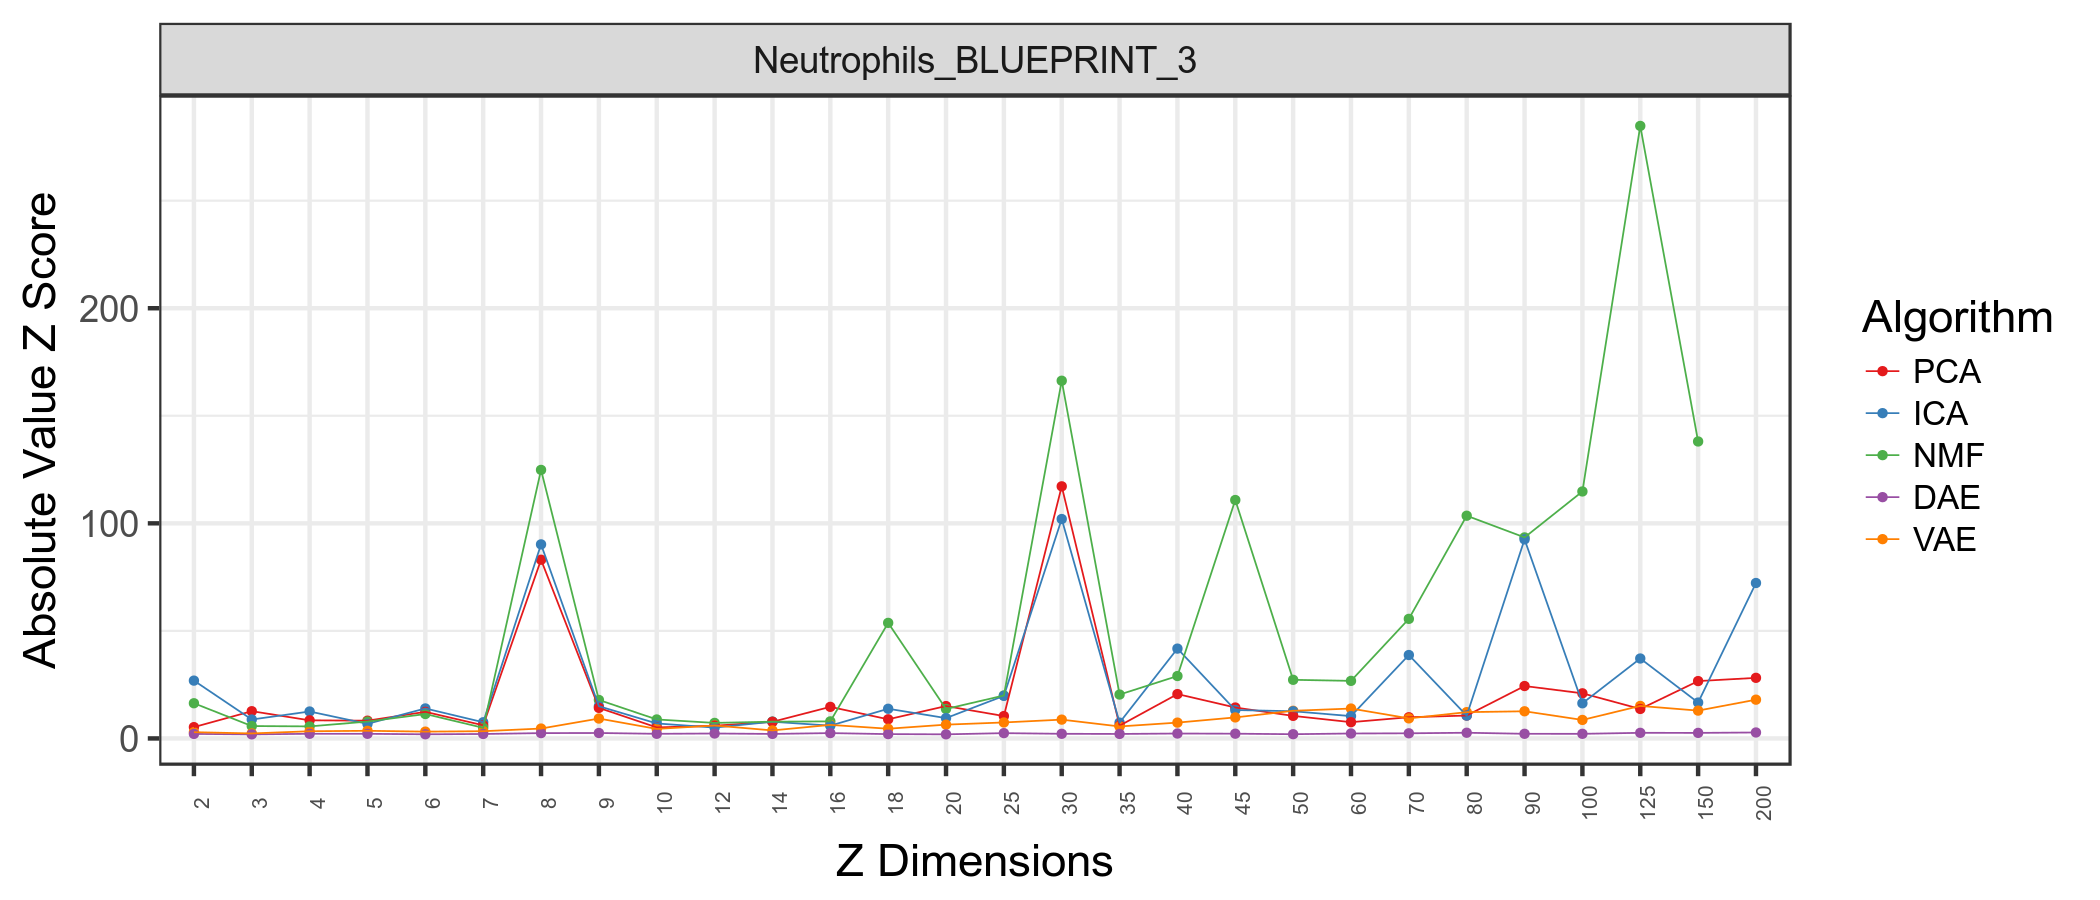 Neutrophils_BLUEPRINT_3
Absolute Value Z Score
200
100
0
2 3 4 5 6 7 8 9 10 12 14 16 18 20 25 30 35 40 45 50 60 70 80 90 100 125 150 200
Z Dimensions
Algorithm
PCA
ICA
NMF
DAE
VAE